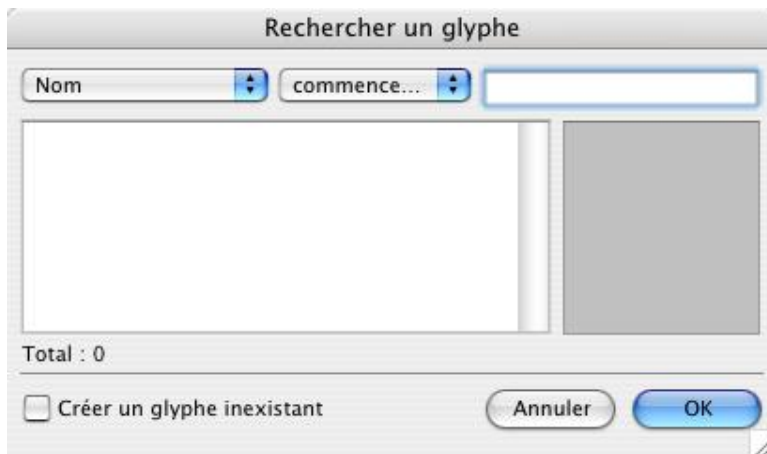 Rechercher un glyphe
Nom commence...
Total : 0
Créer un glyphe inexistant Annuler OK